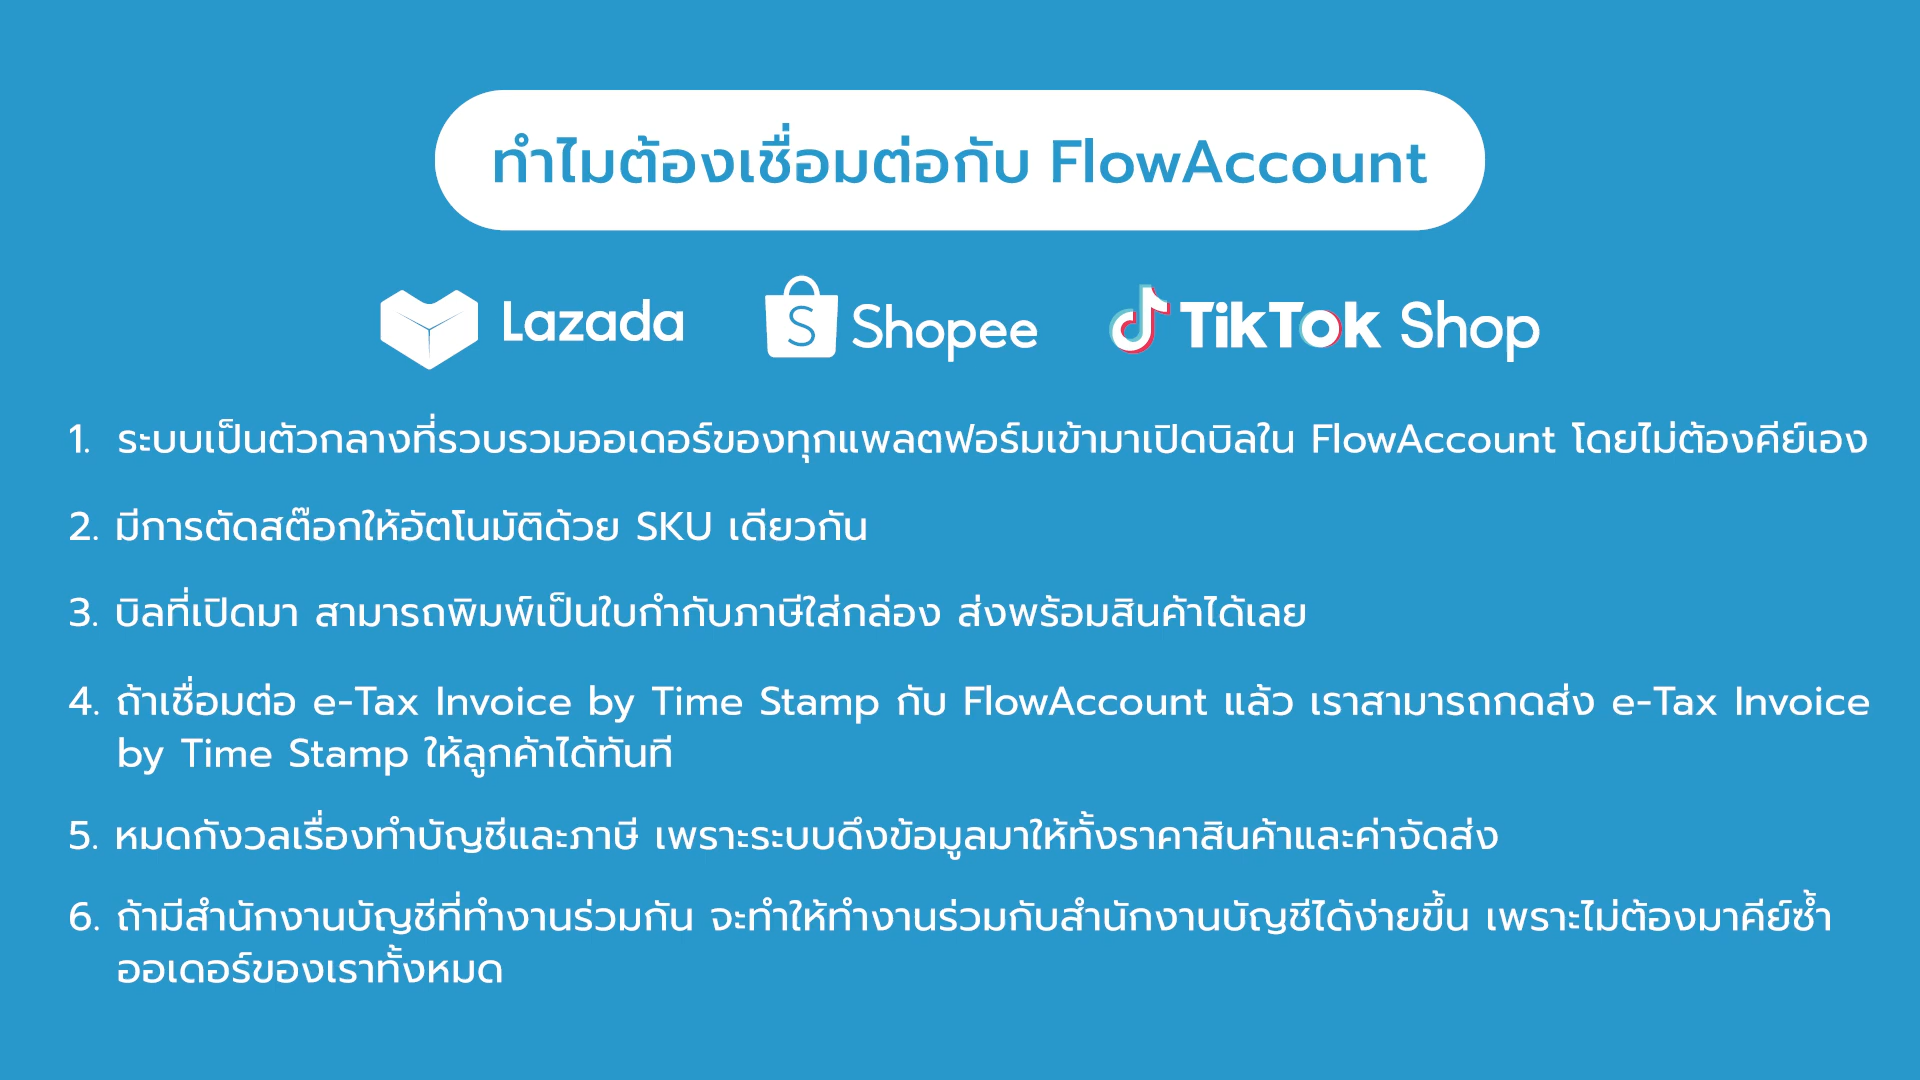 ทำไมต้องเชื่อมต่อกับ FlowAccount
Lazada
S Shopee
TikTok Shop
1. ระบบเป็นตัวกลางที่รวบรวมออเดอร์ของทุกแพลตฟอร์มเข้ามาเปิดบิลใน FlowAccount โดยไม่ต้องคีย์เอง
2. มีการตัดสต๊อกให้อัตโนมัติด้วย SKU เดียวกัน
3. บิลที่เปิดมา สามารถพิมพ์เป็นใบกำกับภาษีใส่กล่อง ส่งพร้อมสินค้าได้เลย
4. ถ้าเชื่อมต่อ e-Tax Invoice by Time Stamp กับ FlowAccount แล้ว เราสามารถกดส่ง e-Tax Invoice
by Time Stamp ให้ลูกค้าได้ทันที
5. หมดกังวลเรื่องทำบัญชีและภาษี เพราะระบบดึงข้อมูลมาให้ทั้งราคาสินค้าและค่าจัดส่ง
6. ถ้ามีสำนักงานบัญชีที่ทำงานร่วมกัน จะทำให้ทำงานร่วมกับสำนักงานบัญชีได้ง่ายขึ้น เพราะไม่ต้องมาคีย์ซ้ำ
ออเดอร์ของเราทั้งหมด